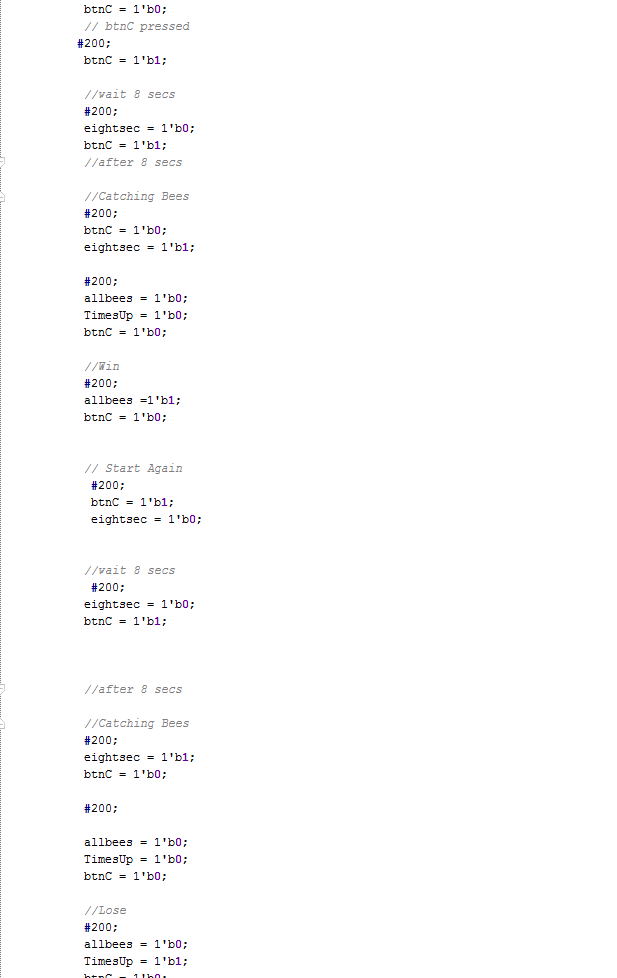 btnC = 1'b0;
// btnC pressed
#200;
btnC = 1'b1;
//wait 8 secs
#200;
eightsec = 1'b0;
btnC = 1'b1;
//after 8 secs
//Catching Bees
#200;
btnC = 1'b0;
eightsec = 1'b1;
#200;
allbees = 1'b0;
TimesUp = 1'b0;
btnC = 1'b0;
//Win
#200;
allbees =1'b1;
btnC = 1'b0;
// Start Again
#200;
btnC = 1'b1;
eightsec = 1'b0;
//wait 8 secs
#200;
eightsec = 1'b0;
btnC = 1'b1;
//after 8 secs
//Catching Bees
#200;
eightsec = 1'b1;
btnC = 1'b0;
#200;
allbees = 1'b0;
TimesUp = 1'b0;
btnC = 1'b0;
//Lose
#200;
allbees = 1'b0;
TimesUp = 1'b1;
btnC = 1'b0;